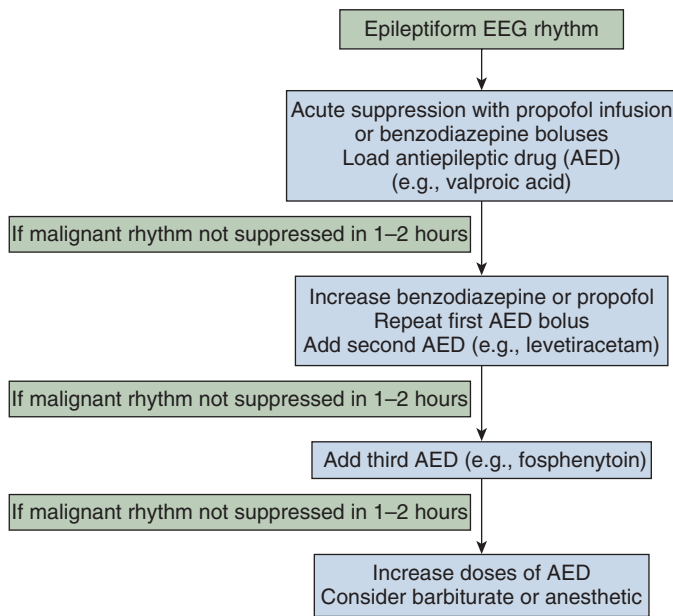 Epileptiform EEG rhythm
Acute suppression with propofol infusion
or benzodiazepine boluses
Load antiepileptic drug (AED)
(e.g., valproic acid)
If malignant rhythm not suppressed in 1–2 hours
Increase benzodiazepine or propofol
Repeat first AED bolus
Add second AED (e.g., levetiracetam)
If malignant rhythm not suppressed in 1–2 hours
Add third AED (e.g., fosphenytoin)
If malignant rhythm not suppressed in 1–2 hours
Increase doses of AED
Consider barbiturate or anesthetic